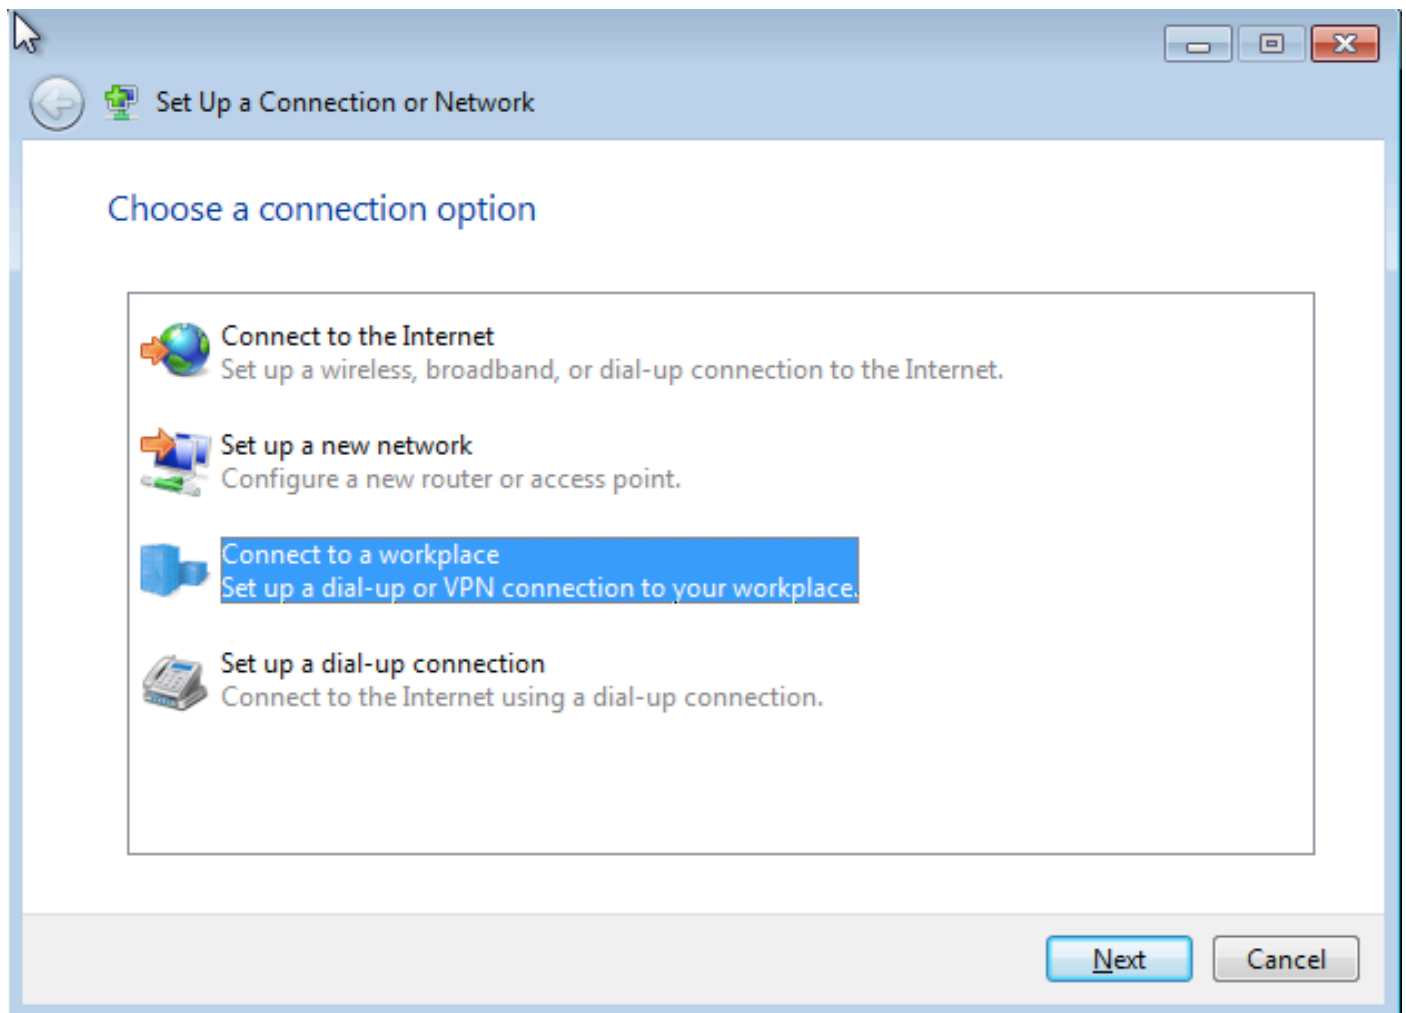 Set Up a Connection or Network
Choose a connection option
Connect to the Internet
Set up a wireless, broadband, or dial-up connection to the Internet.
Set up a new network
Configure a new router or access point.
Connect to a workplace
Set up a dial-up or VPN connection to your workplace.
Set up a dial-up connection
Connect to the Internet using a dial-up connection.
Next Cancel